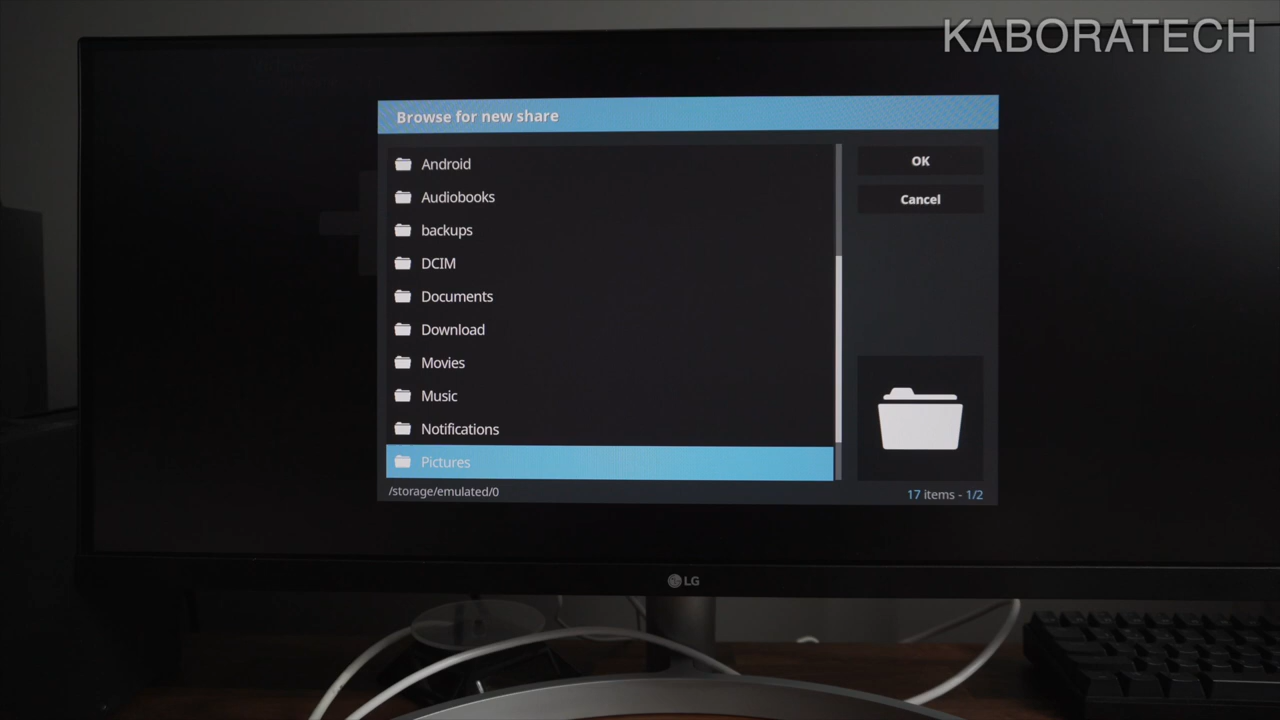 KABORATECH
Browse for new share
Android
Audiobooks
backups
DCIM
Documents
Download
Movies
Music
Notifications
Pictures
OK
Cancel
/storage/emulated/0
17 items - 1/2
LG